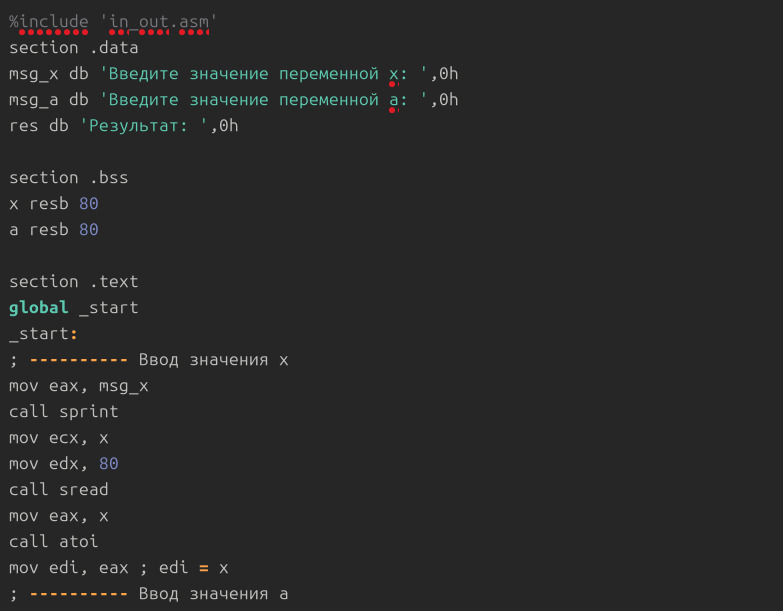 %include 'in_out.asm'
section .data
msg_x db 'Введите значение переменной x: ',0h
msg_a db 'Введите значение переменной a: ',0h
res db 'Результат: ',0h
section .bss
x resb 80
a resb 80
section .text
global _start
_start:
; ---------- Ввод значения x
mov eax, msg_x
call sprint
mov ecx, x
mov edx, 80
call sread
mov eax, x
call atoi
mov edi, eax ; edi = x
; ---------- Ввод значения a